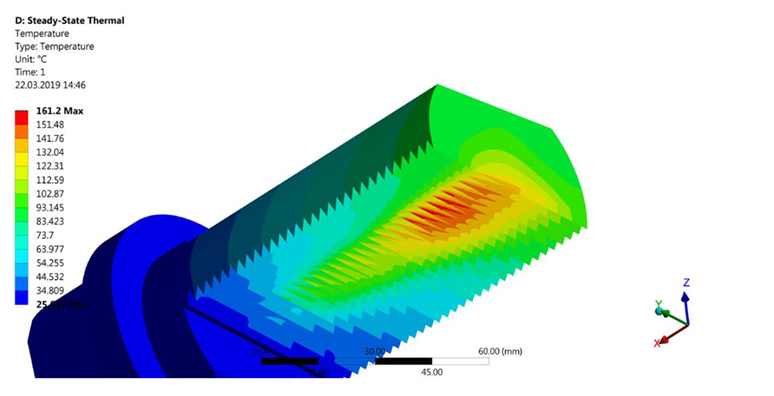 D: Steady-State Thermal
Temperature
Type: Temperature
Unit: °C
Time: 1
22.03.2019 14:46
161.2 Max
151.48
141.76
132.04
122.31
112.59
102.87
93.145
83.423
73.7
63.977
54.255
44.532
34.809
30.00
60.00 (mm)
45.00
Z
Y
X